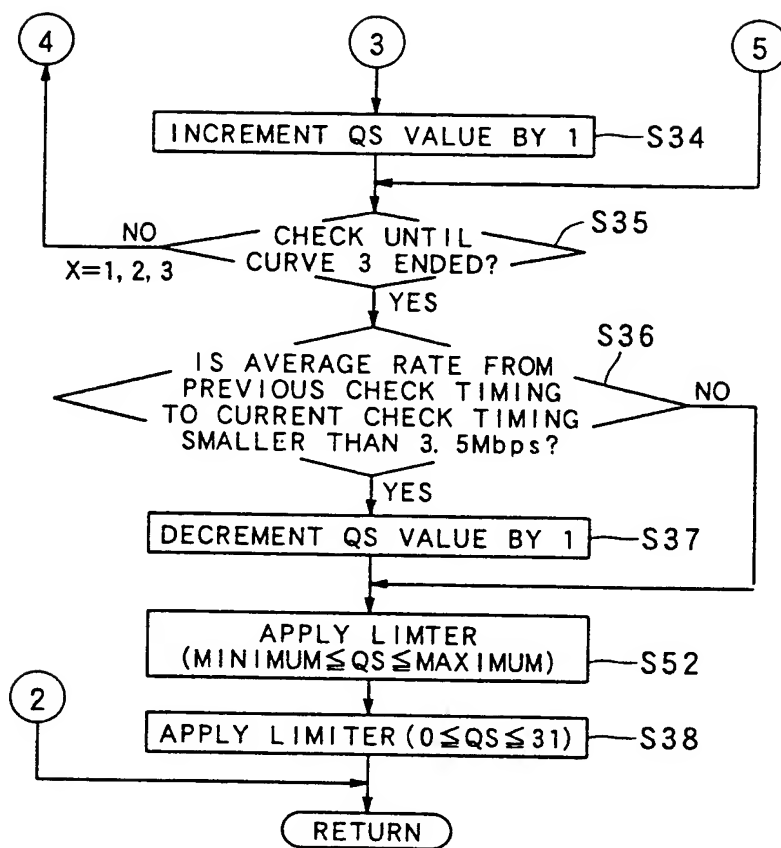 4
3
5
INCREMENT QS VALUE BY 1
S34
NO
X=1, 2, 3
CHECK UNTIL
CURVE 3 ENDED?
S35
YES
IS AVERAGE RATE FROM
PREVIOUS CHECK TIMING
TO CURRENT CHECK TIMING
SMALLER THAN 3. 5Mbps?
S36
NO
YES
DECREMENT QS VALUE BY 1
S37
APPLY LIMTER
(MINIMUM≦QS≦MAXIMUM)
S52
2
APPLY LIMITER (0≦QS≦31)
S38
RETURN